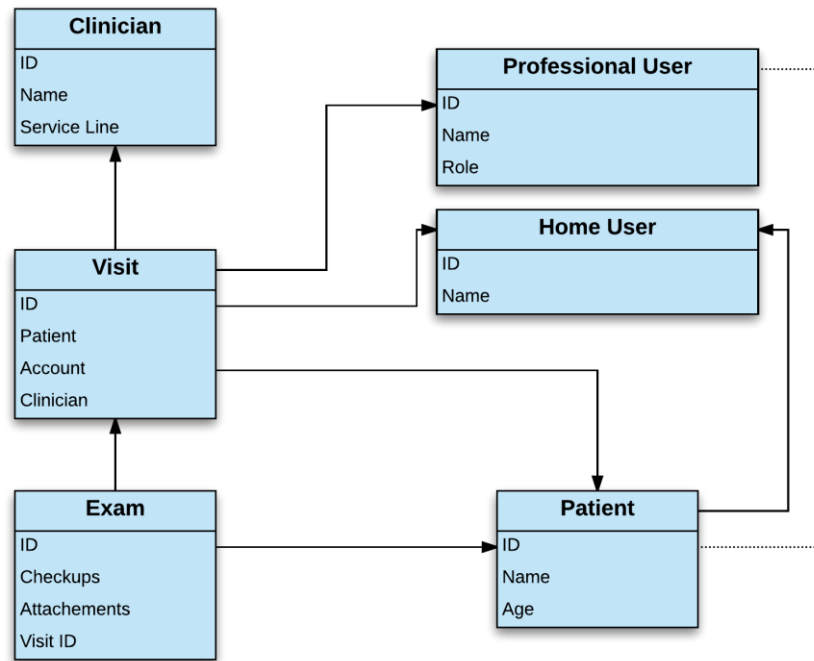 Clinician
ID
Name
Service Line
Professional User
ID
Name
Role
Home User
ID
Name
Visit
ID
Patient
Account
Clinician
Exam
ID
Checkups
Attachements
Visit ID
Patient
ID
Name
Age